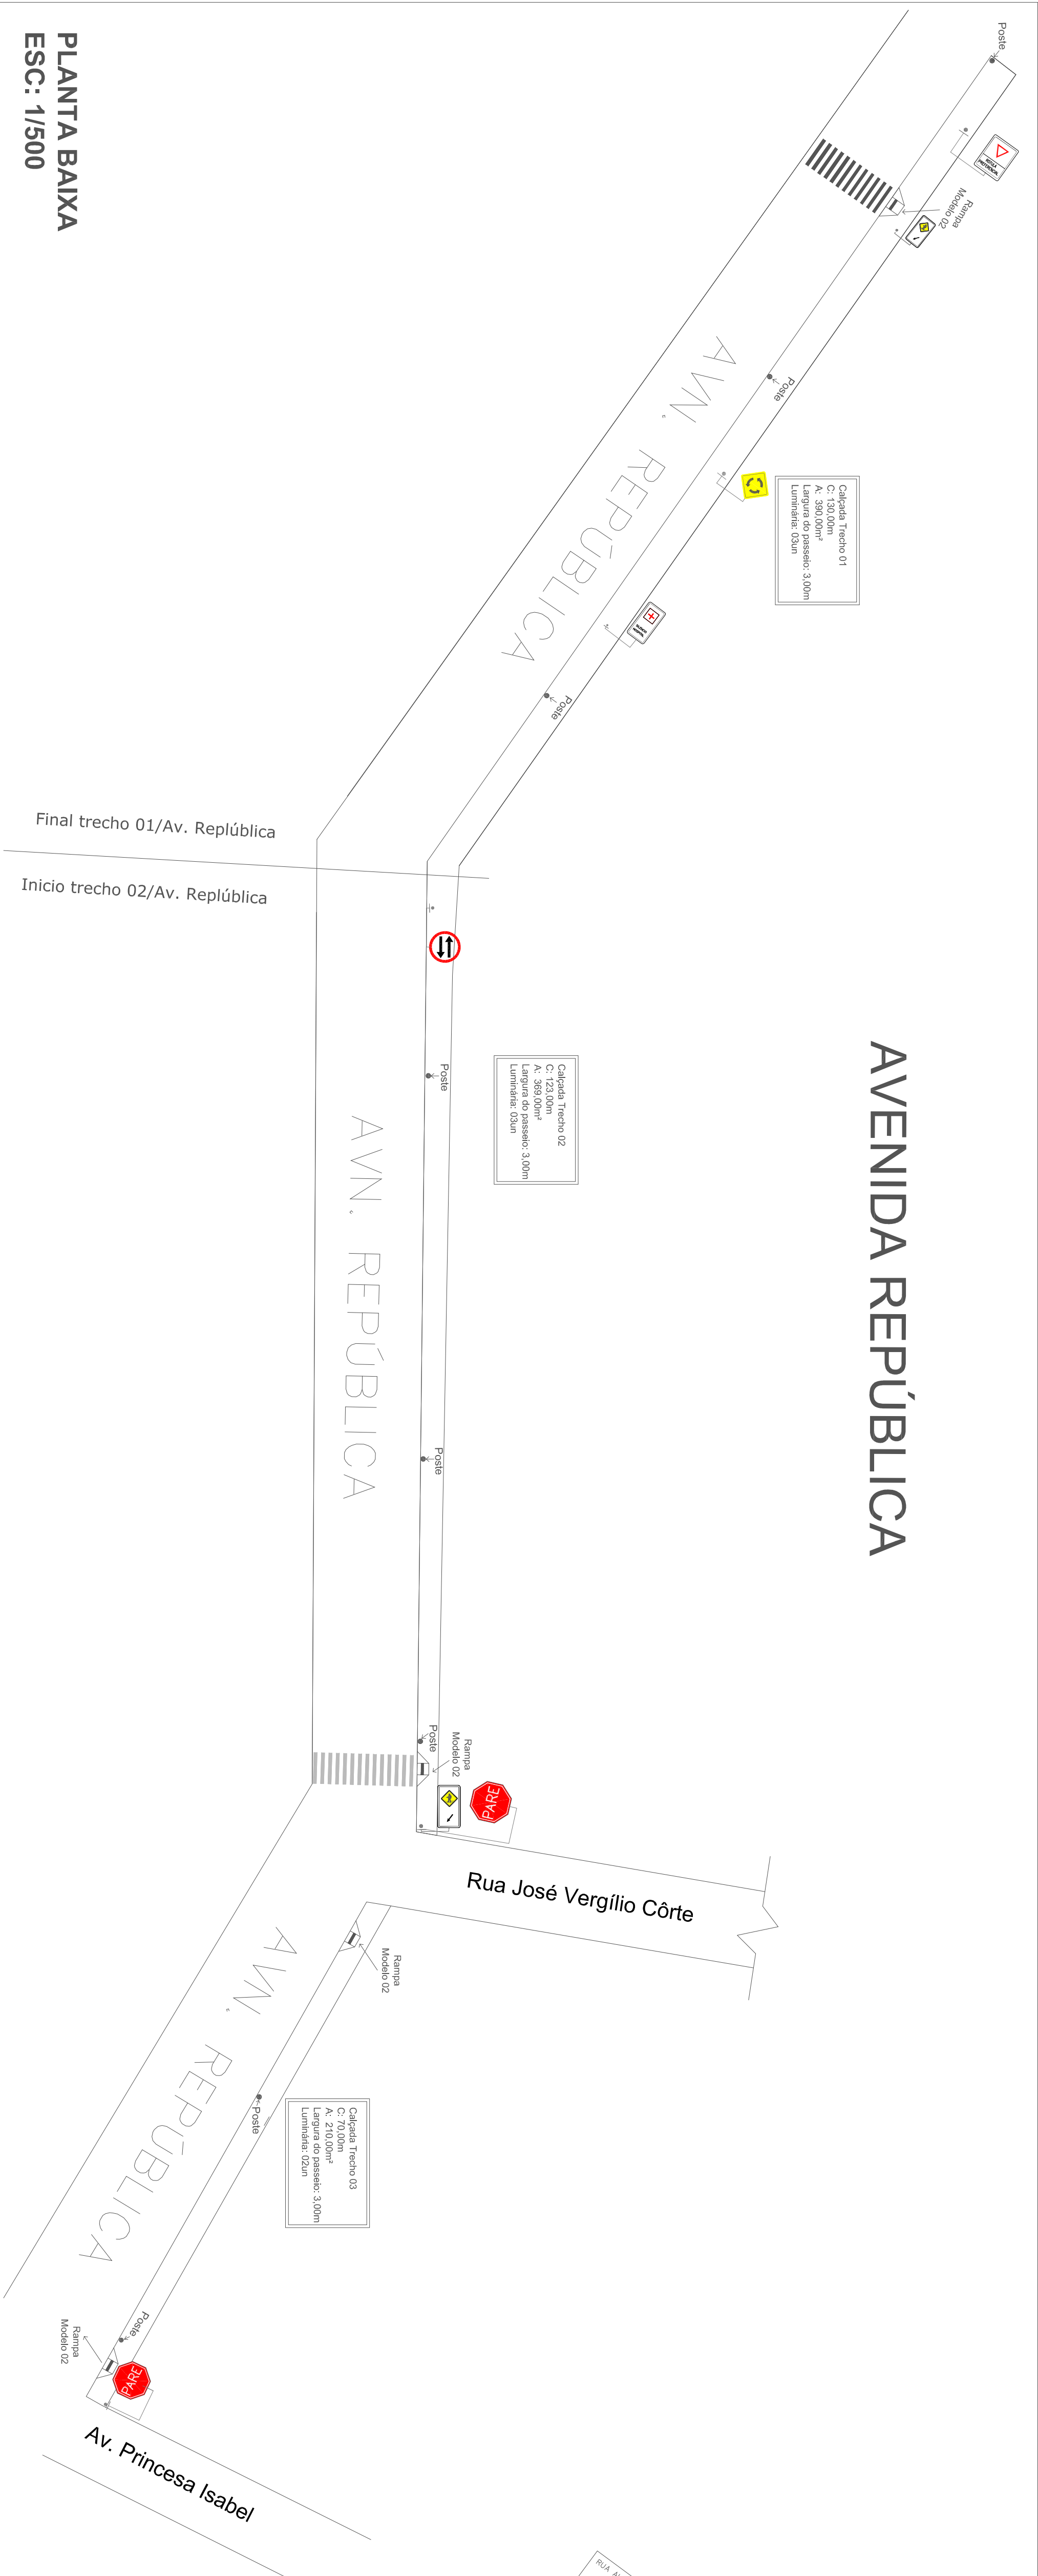 AVENIDA REPÚBLICA
Poste
Rampa
Modelo 02
Poste
Calçada Trecho 01
C: 130,00m
A: 390,00m²
Largura do passeio: 3,00m
Luminária: 03un
AVN. REPÚBLICA
Poste
Final trecho 01/Av. Replública
Inicio trecho 02/Av. Replública
Poste
Calçada Trecho 02
C: 123,00m
A: 369,00m²
Largura do passeio: 3,00m
Luminária: 03un
AVN. REPÚBLICA
Poste
Poste
Rampa
Modelo 02
PARE
Rua José Vergílio Côrte
Rampa
Modelo 02
AVN. REPÚBLICA
Poste
Calçada Trecho 03
C: 70,00m
A: 210,00m²
Largura do passeio: 3,00m
Luminária: 02un
Poste
Rampa
Modelo 02
PARE
Av. Princesa Isabel
RUA
PLANTA BAIXA
ESC: 1/500